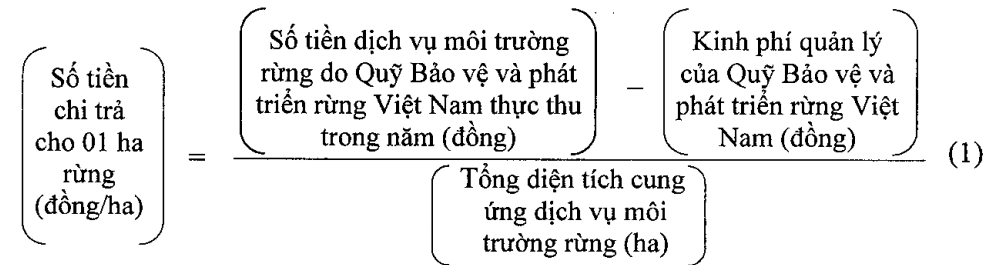 Số tiền
chi trả
cho 01 ha
rừng
(đồng/ha)
=
Số tiền dịch vụ môi trường
rừng do Quỹ Bảo vệ và phát
triển rừng Việt Nam thực thu
trong năm (đồng)
–
Kinh phí quản lý
của Quỹ Bảo vệ và
phát triển rừng Việt
Nam (đồng)
Tổng diện tích cung
ứng dịch vụ môi
trường rừng (ha)
(1)